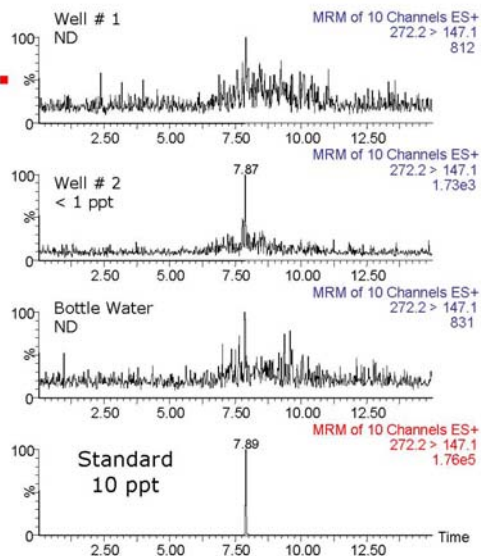 Well # 1
ND
MRM of 10 Channels ES+
272.2 > 147.1
812
100
%
0
2.50 5.00 7.50 10.00 12.50
Well # 2
< 1 ppt
MRM of 10 Channels ES+
272.2 > 147.1
1.73e3
100
7.87
%
0
2.50 5.00 7.50 10.00 12.50
Bottle Water
ND
MRM of 10 Channels ES+
272.2 > 147.1
831
100
%
0
2.50 5.00 7.50 10.00 12.50
Standard
10 ppt
MRM of 10 Channels ES+
272.2 > 147.1
1.76e5
100
7.89
%
0
Time
2.50 5.00 7.50 10.00 12.50